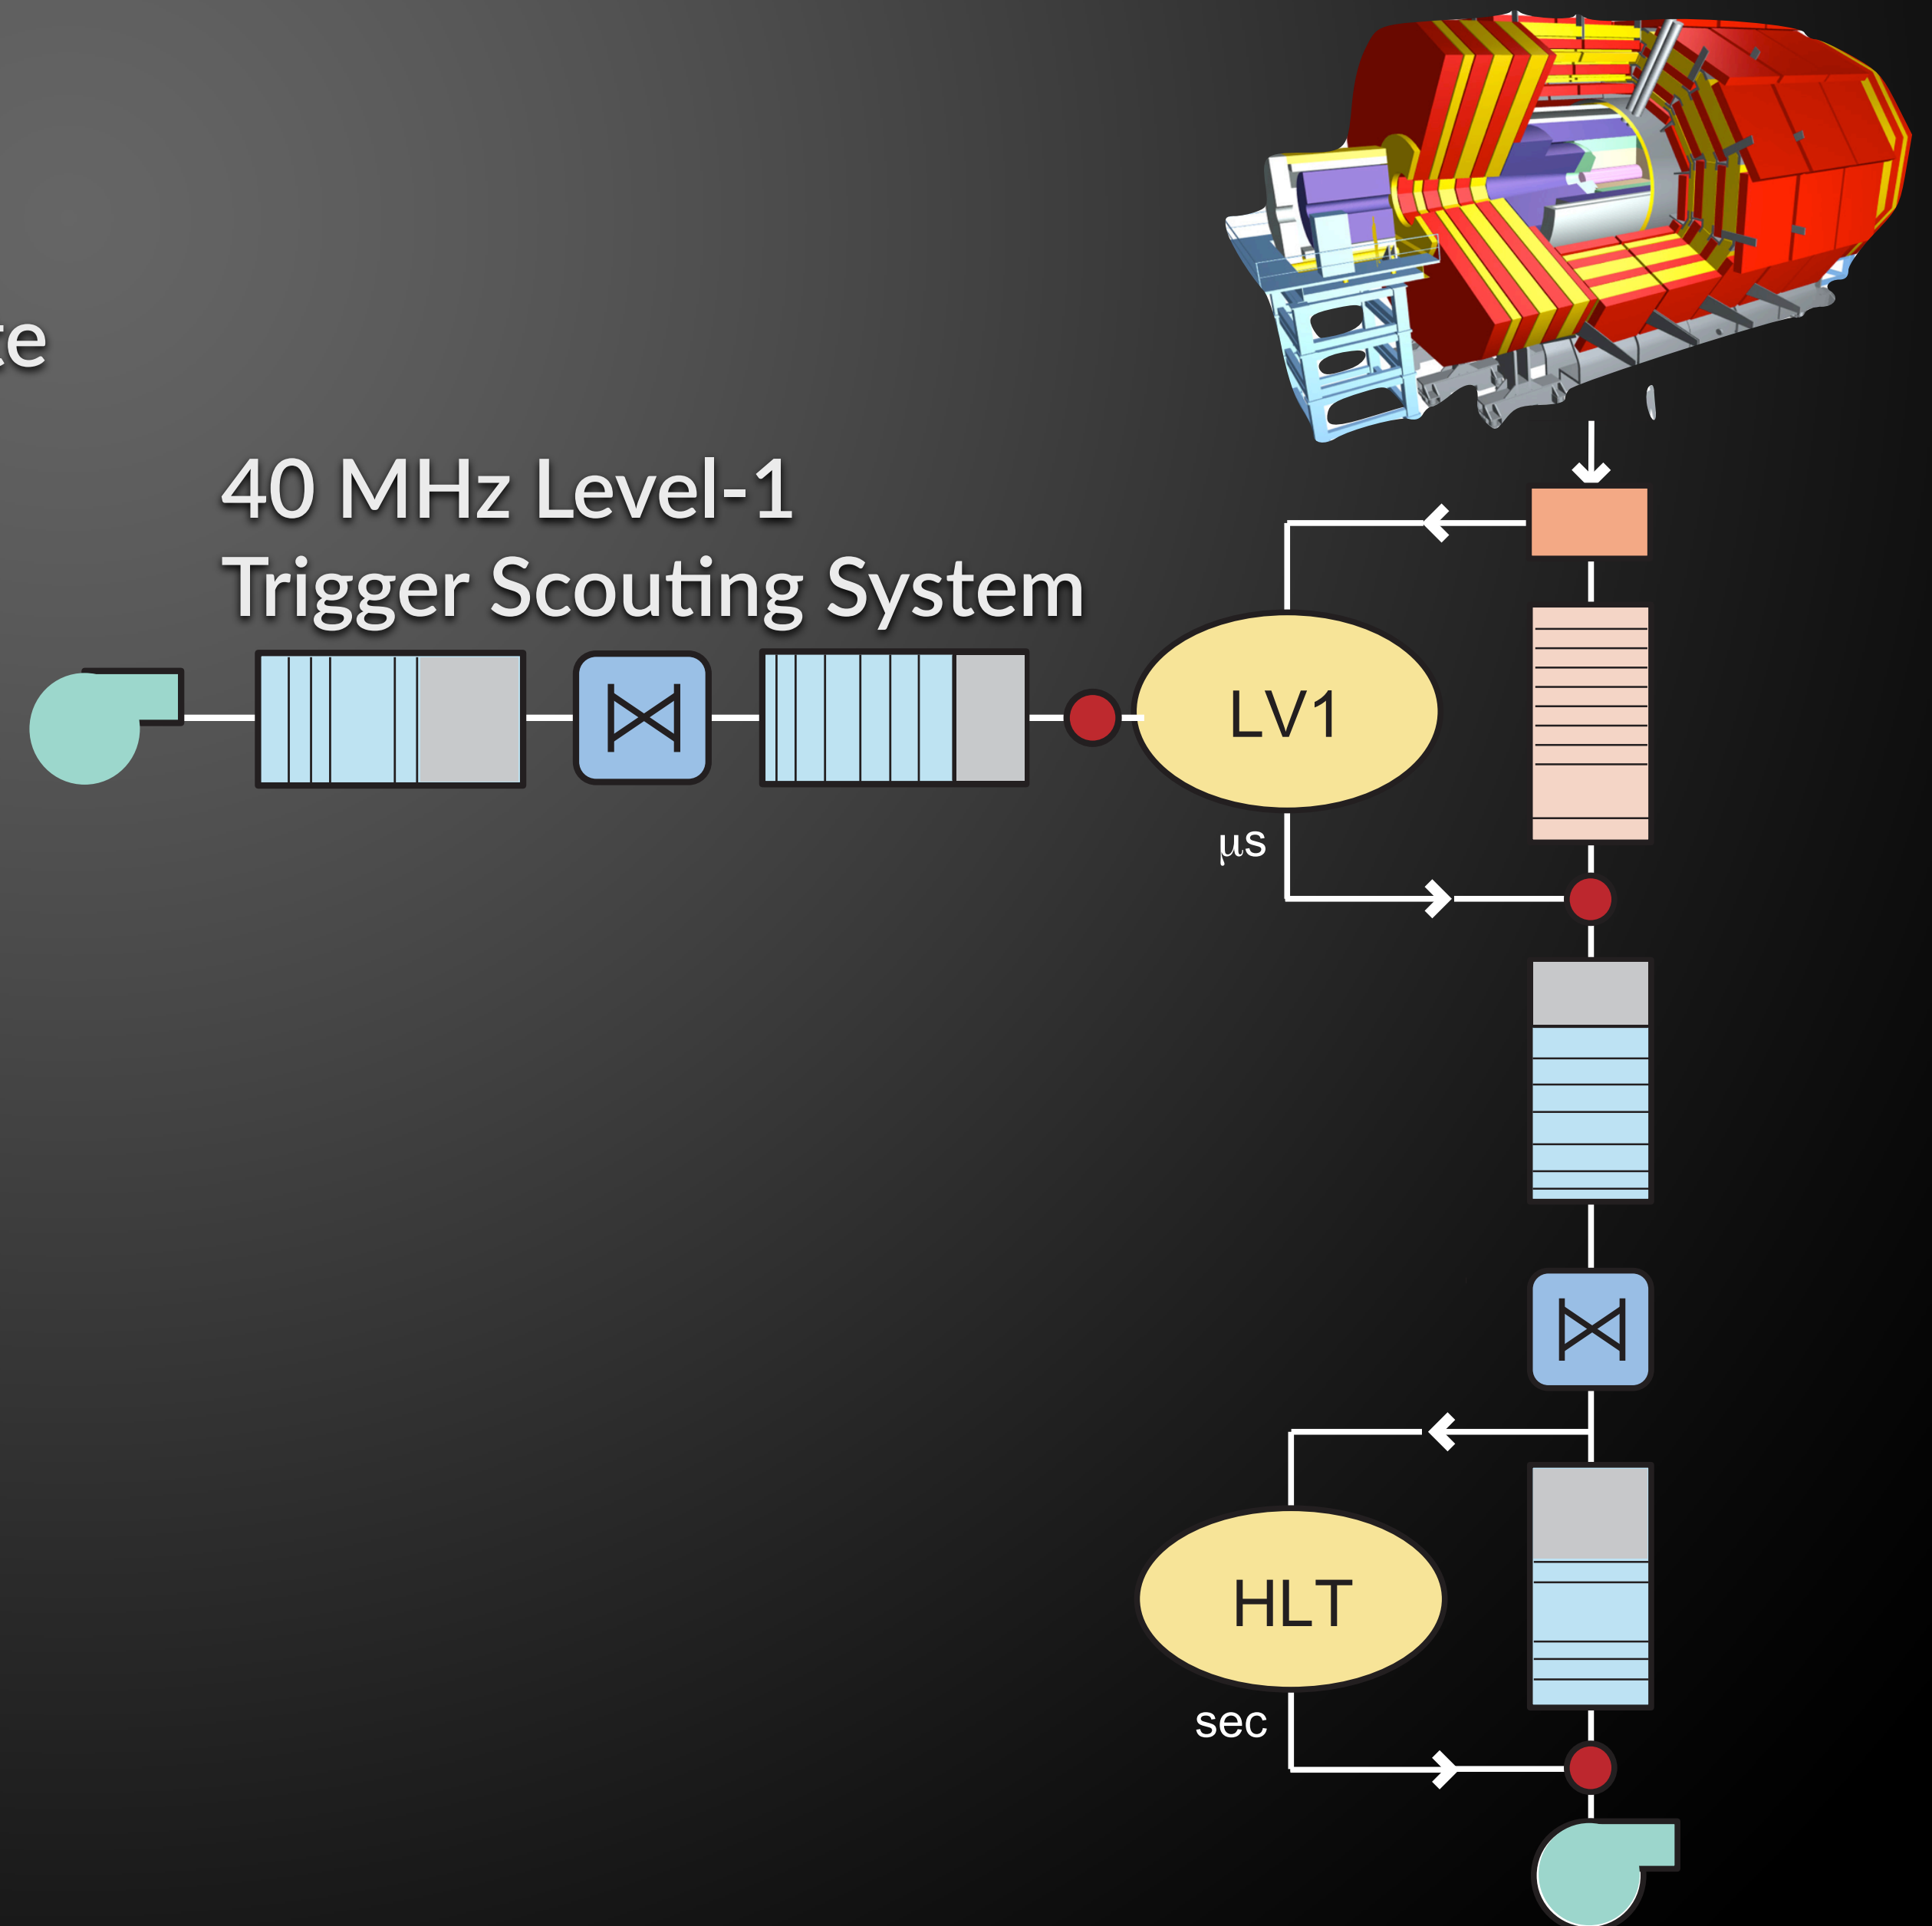 40 MHz Level-1
Trigger Scouting System
LV1
µs
HLT
sec